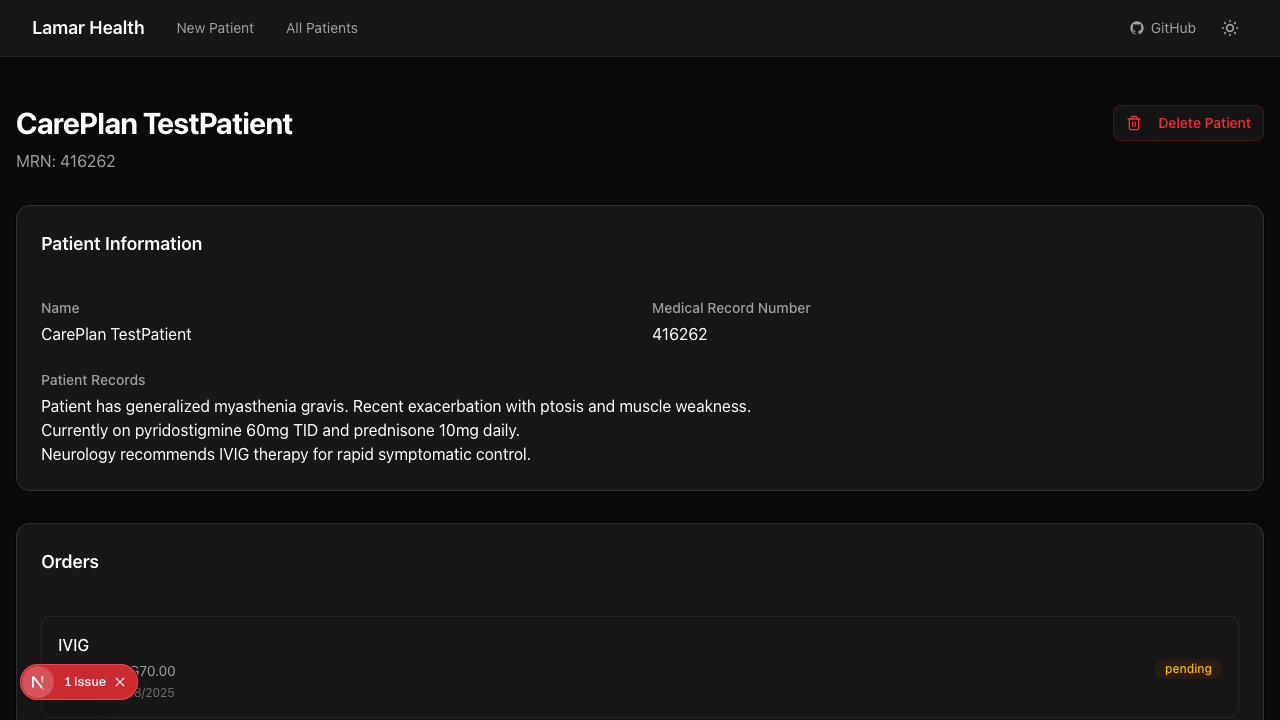 Lamar Health
New Patient
All Patients
GitHub
CarePlan TestPatient
Delete Patient
MRN: 416262
Patient Information
Name
CarePlan TestPatient
Medical Record Number
416262
Patient Records
Patient has generalized myasthenia gravis. Recent exacerbation with ptosis and muscle weakness.
Currently on pyridostigmine 60mg TID and prednisone 10mg daily.
Neurology recommends IVIG therapy for rapid symptomatic control.
Orders
IVIG
G70.00
pending
1 Issue
8/2025